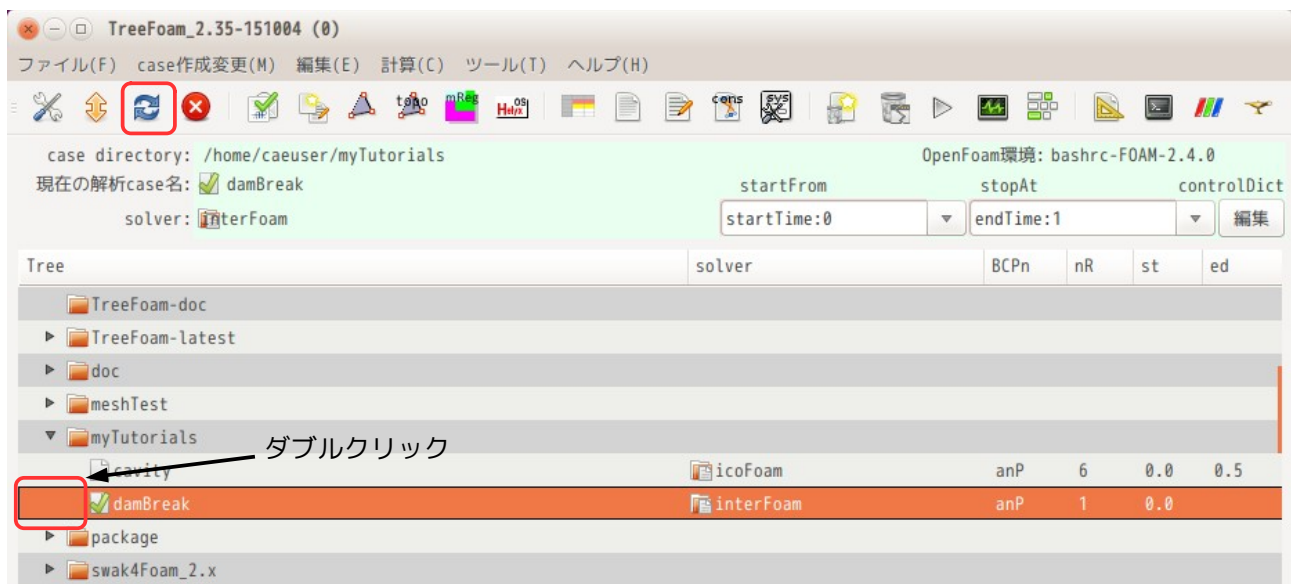 TreeFoam_2.35-151004 (0)
ファイル(F) case作成変更(M) 編集(E) 計算(C) ツール(T) ヘルプ(H)
topo mReg Helyx OS cons sys
case directory: /home/caeuser/myTutorials OpenFoam環境: bashrc-FOAM-2.4.0
現在の解析case名: damBreak startFrom stopAt controlDict
solver: interFoam startTime:0 endTime:1 編集
Tree solver BCPn nR st ed
TreeFoam-doc
TreeFoam-latest
doc
meshTest
myTutorials
ダブルクリック
cavity icoFoam anP 6 0.0 0.5
damBreak interFoam anP 1 0.0
package
swak4Foam_2.x